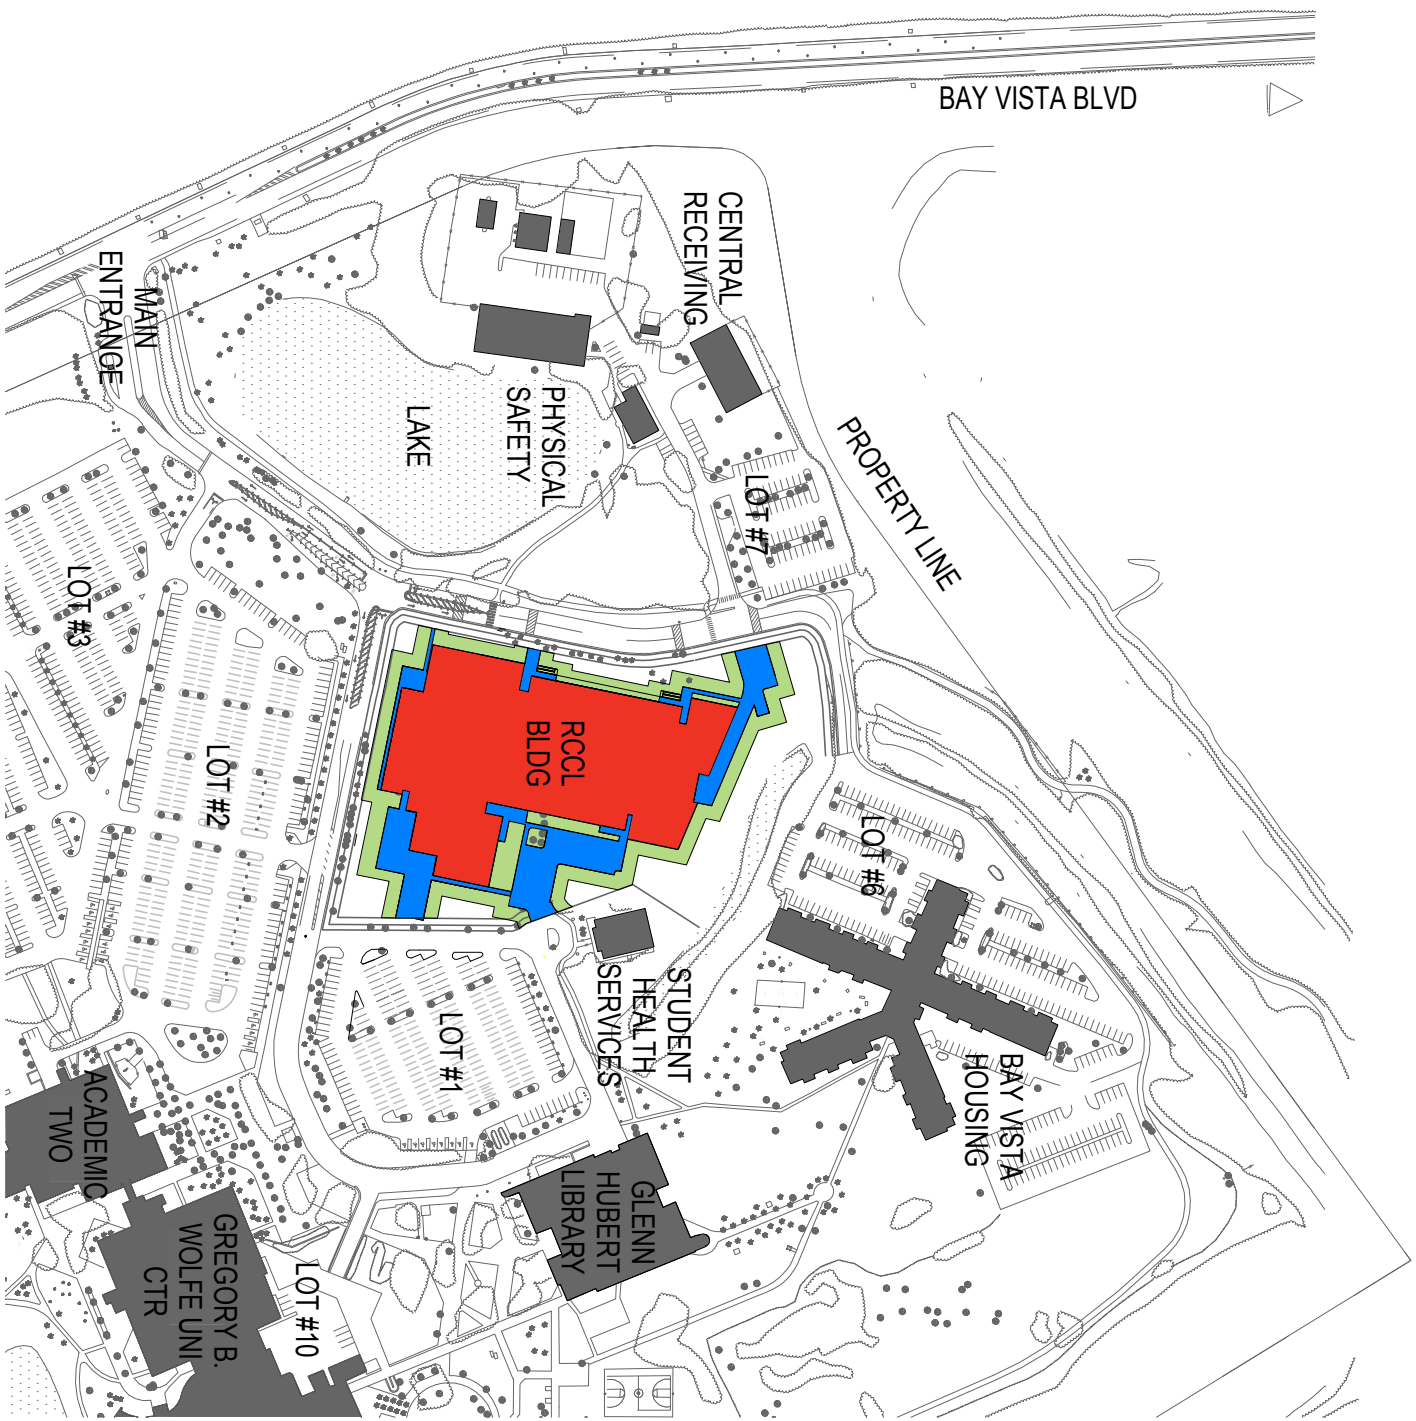 BAY VISTA BLVD
CENTRAL
RECEIVING
MAIN
ENTRANCE
PHYSICAL
SAFETY
LAKE
PROPERTY LINE
LOT #7
LOT #3
LOT #2
RCCL
BLDG
LOT #6
STUDENT
HEALTH
SERVICES
LOT #1
BAY VISTA
HOUSING
ACADEMIC
TWO
GLENN
HUBERT
LIBRARY
GREGORY B.
WOLFE UNI
CTR
LOT #10